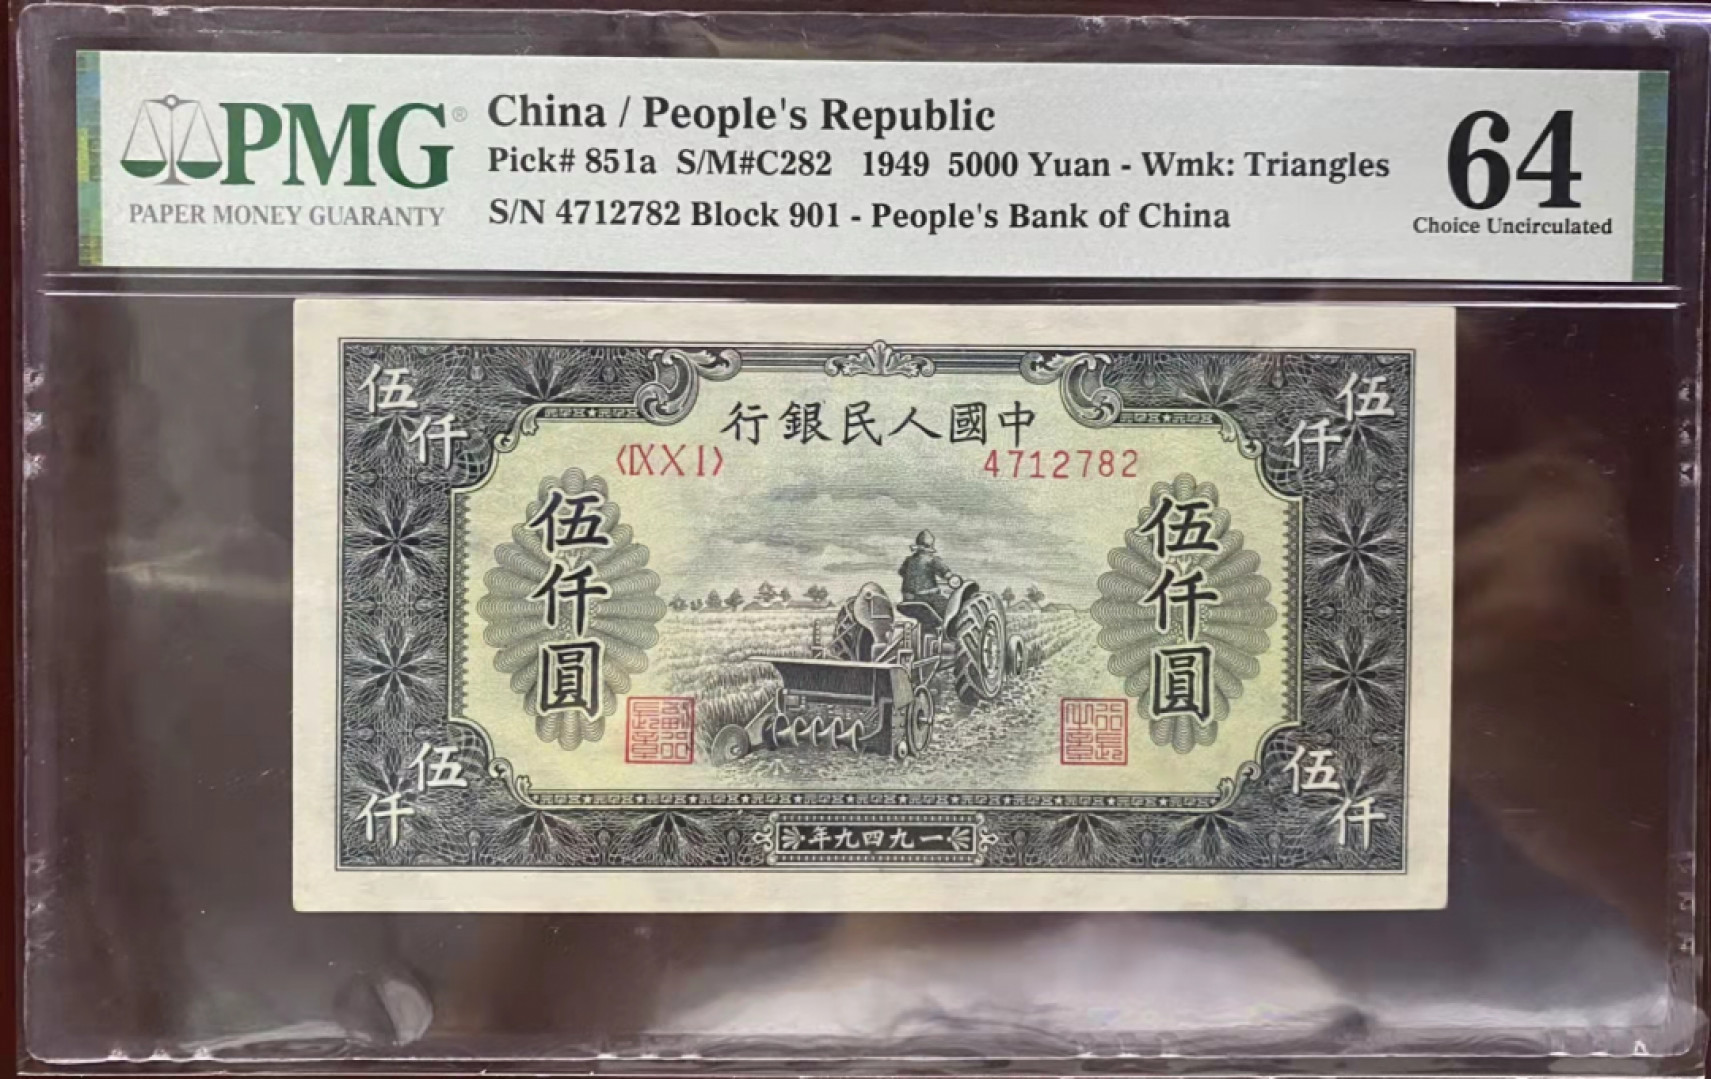 PMG®
PAPER MONEY GUARANTY
China / People's Republic
Pick# 851a S/M#C282 1949 5000 Yuan - Wmk: Triangles
S/N 4712782 Block 901 - People's Bank of China
64
Choice Uncirculated
伍仟
伍仟
行銀民人國中
〈IX X I〉
4712782
伍仟圓
伍仟圓
伍仟
伍仟
年九四九一